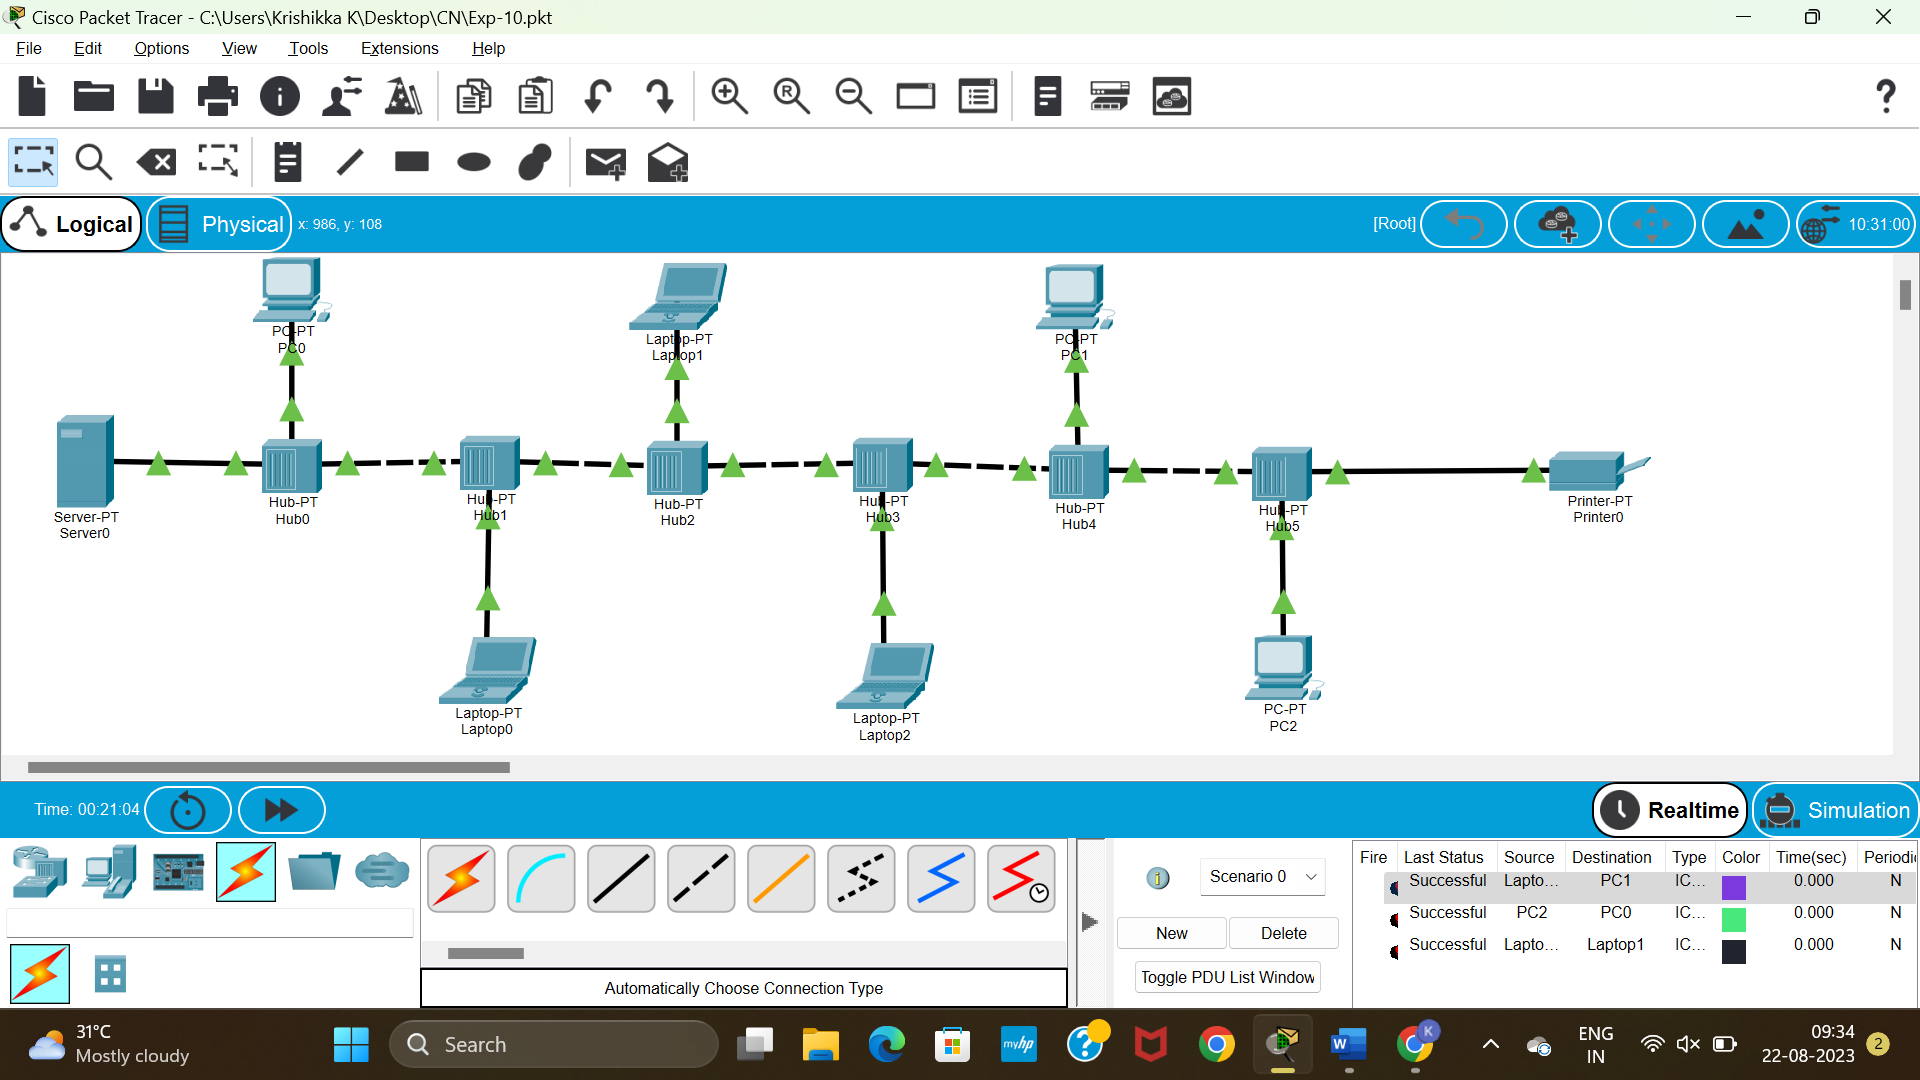 Cisco Packet Tracer - C:\Users\Krishikka K\Desktop\CN\Exp-10.pkt
File Edit Options View Tools Extensions Help
Logical Physical x: 986, y: 108 [Root] 10:31:00
PC-PT
PC0
Laptop-PT
Laptop1
PC-PT
PC1
Server-PT
Server0
Hub-PT
Hub0
Hub-PT
Hub1
Hub-PT
Hub2
Hub-PT
Hub3
Hub-PT
Hub4
Hub-PT
Hub5
Printer-PT
Printer0
Laptop-PT
Laptop0
Laptop-PT
Laptop2
PC-PT
PC2
Time: 00:21:04 Realtime Simulation
Scenario 0
New Delete
Toggle PDU List Window
Automatically Choose Connection Type
Fire Last Status Source Destination Type Color Time(sec) Periodic
Successful Lapto... PC1 IC... 0.000 N
Successful PC2 PC0 IC... 0.000 N
Successful Lapto... Laptop1 IC... 0.000 N
31°C
Mostly cloudy
Search
myhp
W
K
ENG
IN
09:34
22-08-2023
2